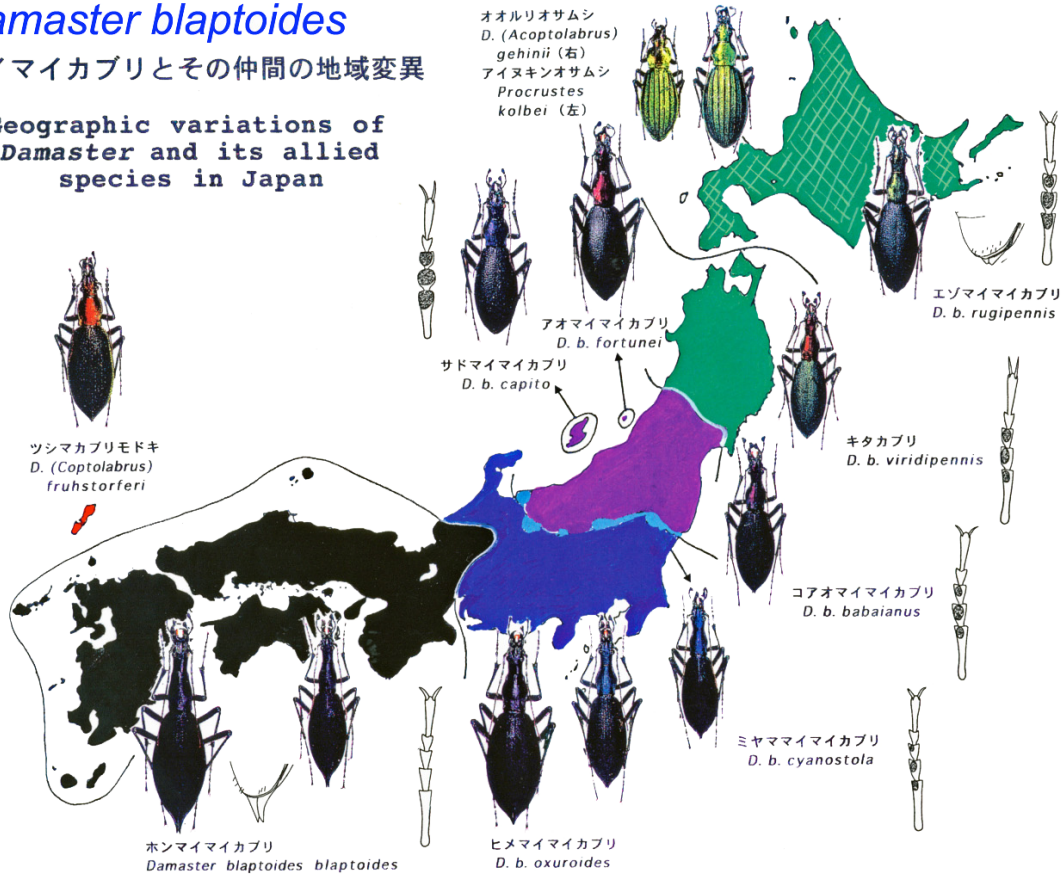 amaster blaptoides
イマイカブリとその仲間の地域変異
Geographic variations of
Damaster and its allied
species in Japan
オオルリオサムシ
D. (Acoptolabrus)
gehinii (右)
アイヌキンオサムシ
Procrustes
kolbei (左)
エゾマイマイカブリ
D. b. rugipennis
アオマイマイカブリ
D. b. fortunei
サドマイマイカブリ
D. b. capito
キタカブリ
D. b. viridipennis
ツシマカブリモドキ
D. (Coptolabrus)
fruhstorferi
コアオマイマイカブリ
D. b. babaianus
ミヤママイマイカブリ
D. b. cyanostola
ホンマイマイカブリ
Damaster blaptoides blaptoides
ヒメマイマイカブリ
D. b. oxuroides